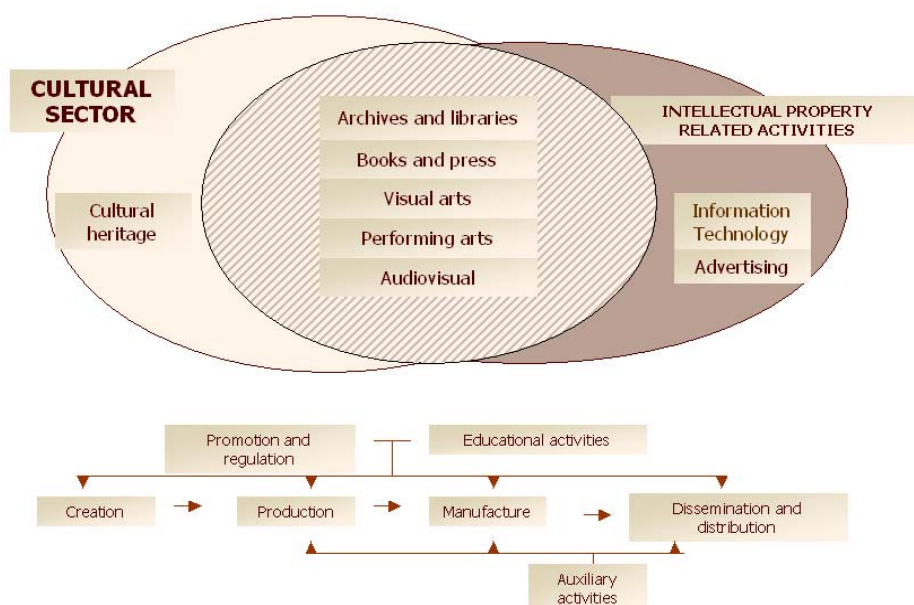 CULTURAL
SECTOR
Archives and libraries
Books and press
Visual arts
Performing arts
Audiovisual
INTELLECTUAL PROPERTY
RELATED ACTIVITIES
Cultural
heritage
Information
Technology
Advertising
Promotion and
regulation
Educational activities
Creation
Production
Manufacture
Dissemination and
distribution
Auxiliary
activities